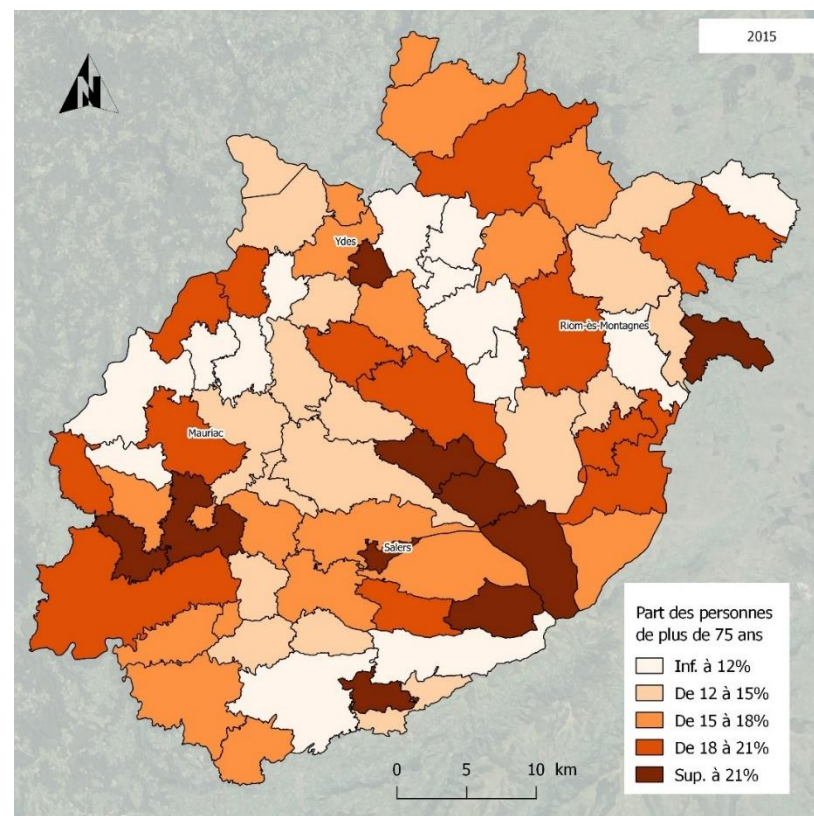 2015
N
Ydes
Riom-ès-Montagnes
Mauriac
Salers
Part des personnes
de plus de 75 ans
Inf. à 12%
De 12 à 15%
De 15 à 18%
De 18 à 21%
Sup. à 21%
0 5 10 km